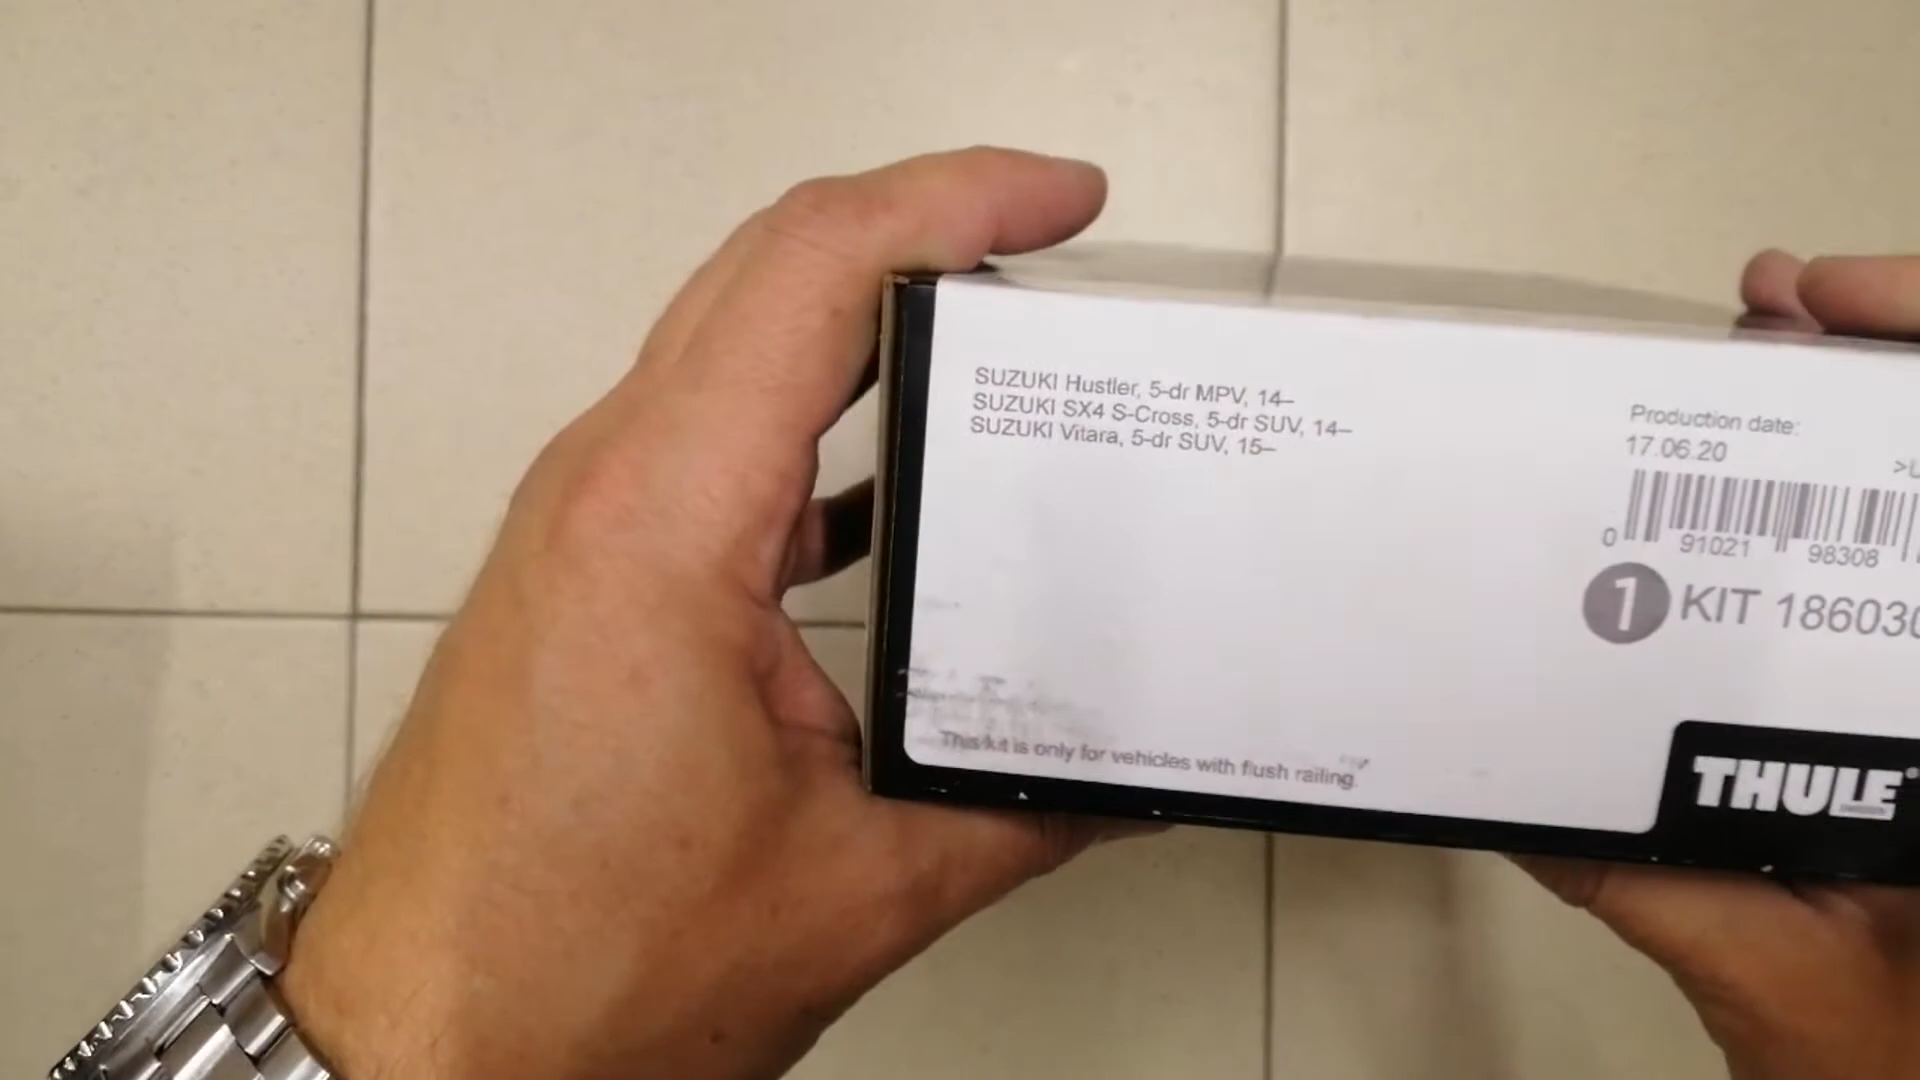 SUZUKI Hustler, 5-dr MPV, 14–
SUZUKI SX4 S-Cross, 5-dr SUV, 14–
SUZUKI Vitara, 5-dr SUV, 15–
Production date:
17.06.20
0 91021 98308
1 KIT 186030
This kit is only for vehicles with flush railing.
THULE